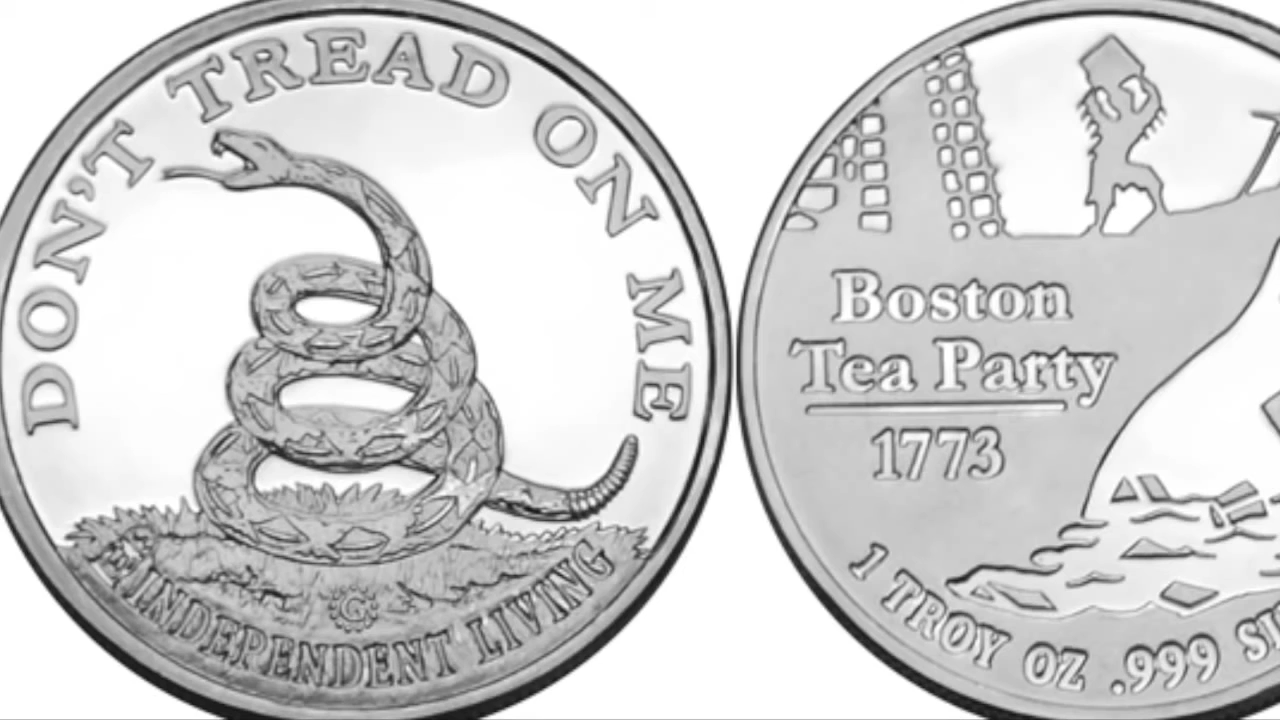 DON'T TREAD ON ME
INDEPENDENT LIVING
G
Boston
Tea Party
1773
1 TROY OZ .999